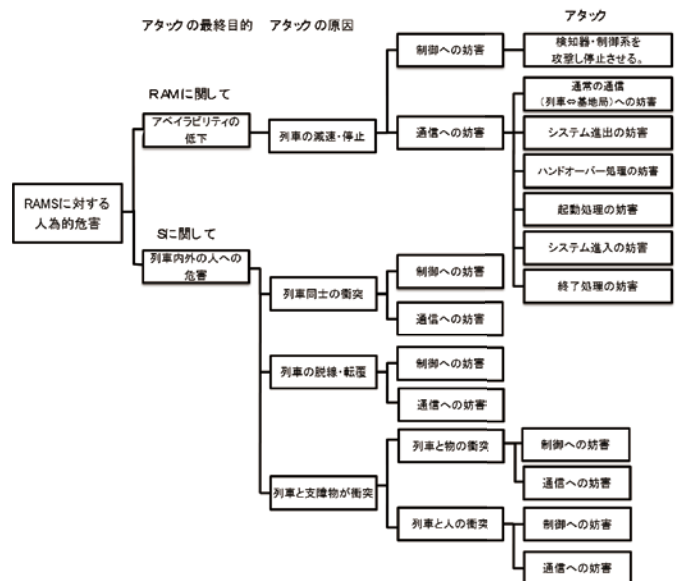 アタックの最終目的
アタックの原因
アタック
RAMSに対する
人為的危害
RAMに関して
アベイラビリティの
低下
列車の減速・停止
制御への妨害
検知器・制御系を
攻撃し停止させる。
通信への妨害
通常の通信
(列車⇔基地局)への妨害
システム進出の妨害
ハンドオーバー処理の妨害
起動処理の妨害
システム進入の妨害
終了処理の妨害
Sに関して
列車内外の人への
危害
列車同士の衝突
制御への妨害
通信への妨害
列車の脱線・転覆
制御への妨害
通信への妨害
列車と支障物が衝突
列車と物の衝突
制御への妨害
通信への妨害
列車と人の衝突
制御への妨害
通信への妨害